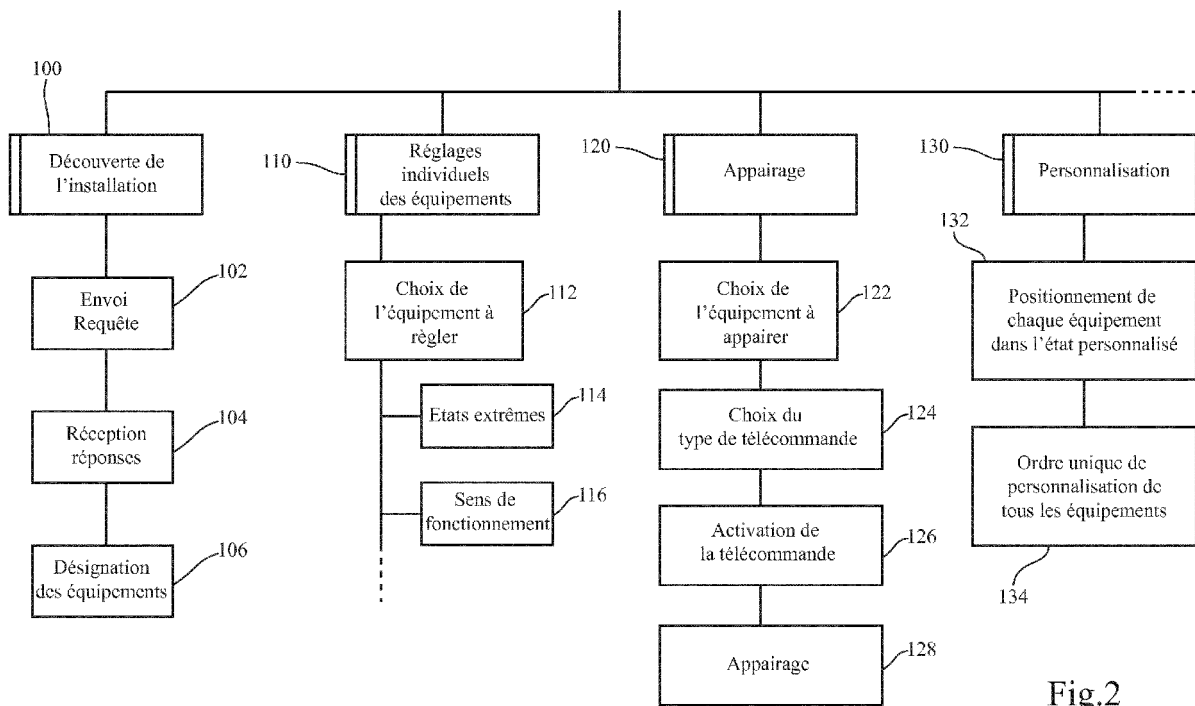 100
Découverte de
l'installation
102
Envoi
Requête
104
Réception
réponses
106
Désignation
des équipements
110
Réglages
individuels
des équipements
112
Choix de
l'équipement à
règler
114
Etats extrêmes
116
Sens de
fonctionnement
120
Appairage
122
Choix de
l'équipement à
appairer
124
Choix du
type de télécommande
126
Activation de
la télécommande
128
Appairage
130
Personnalisation
132
Positionnement de
chaque équipement
dans l'état personnalisé
134
Ordre unique de
personnalisation de
tous les équipements
Fig.2